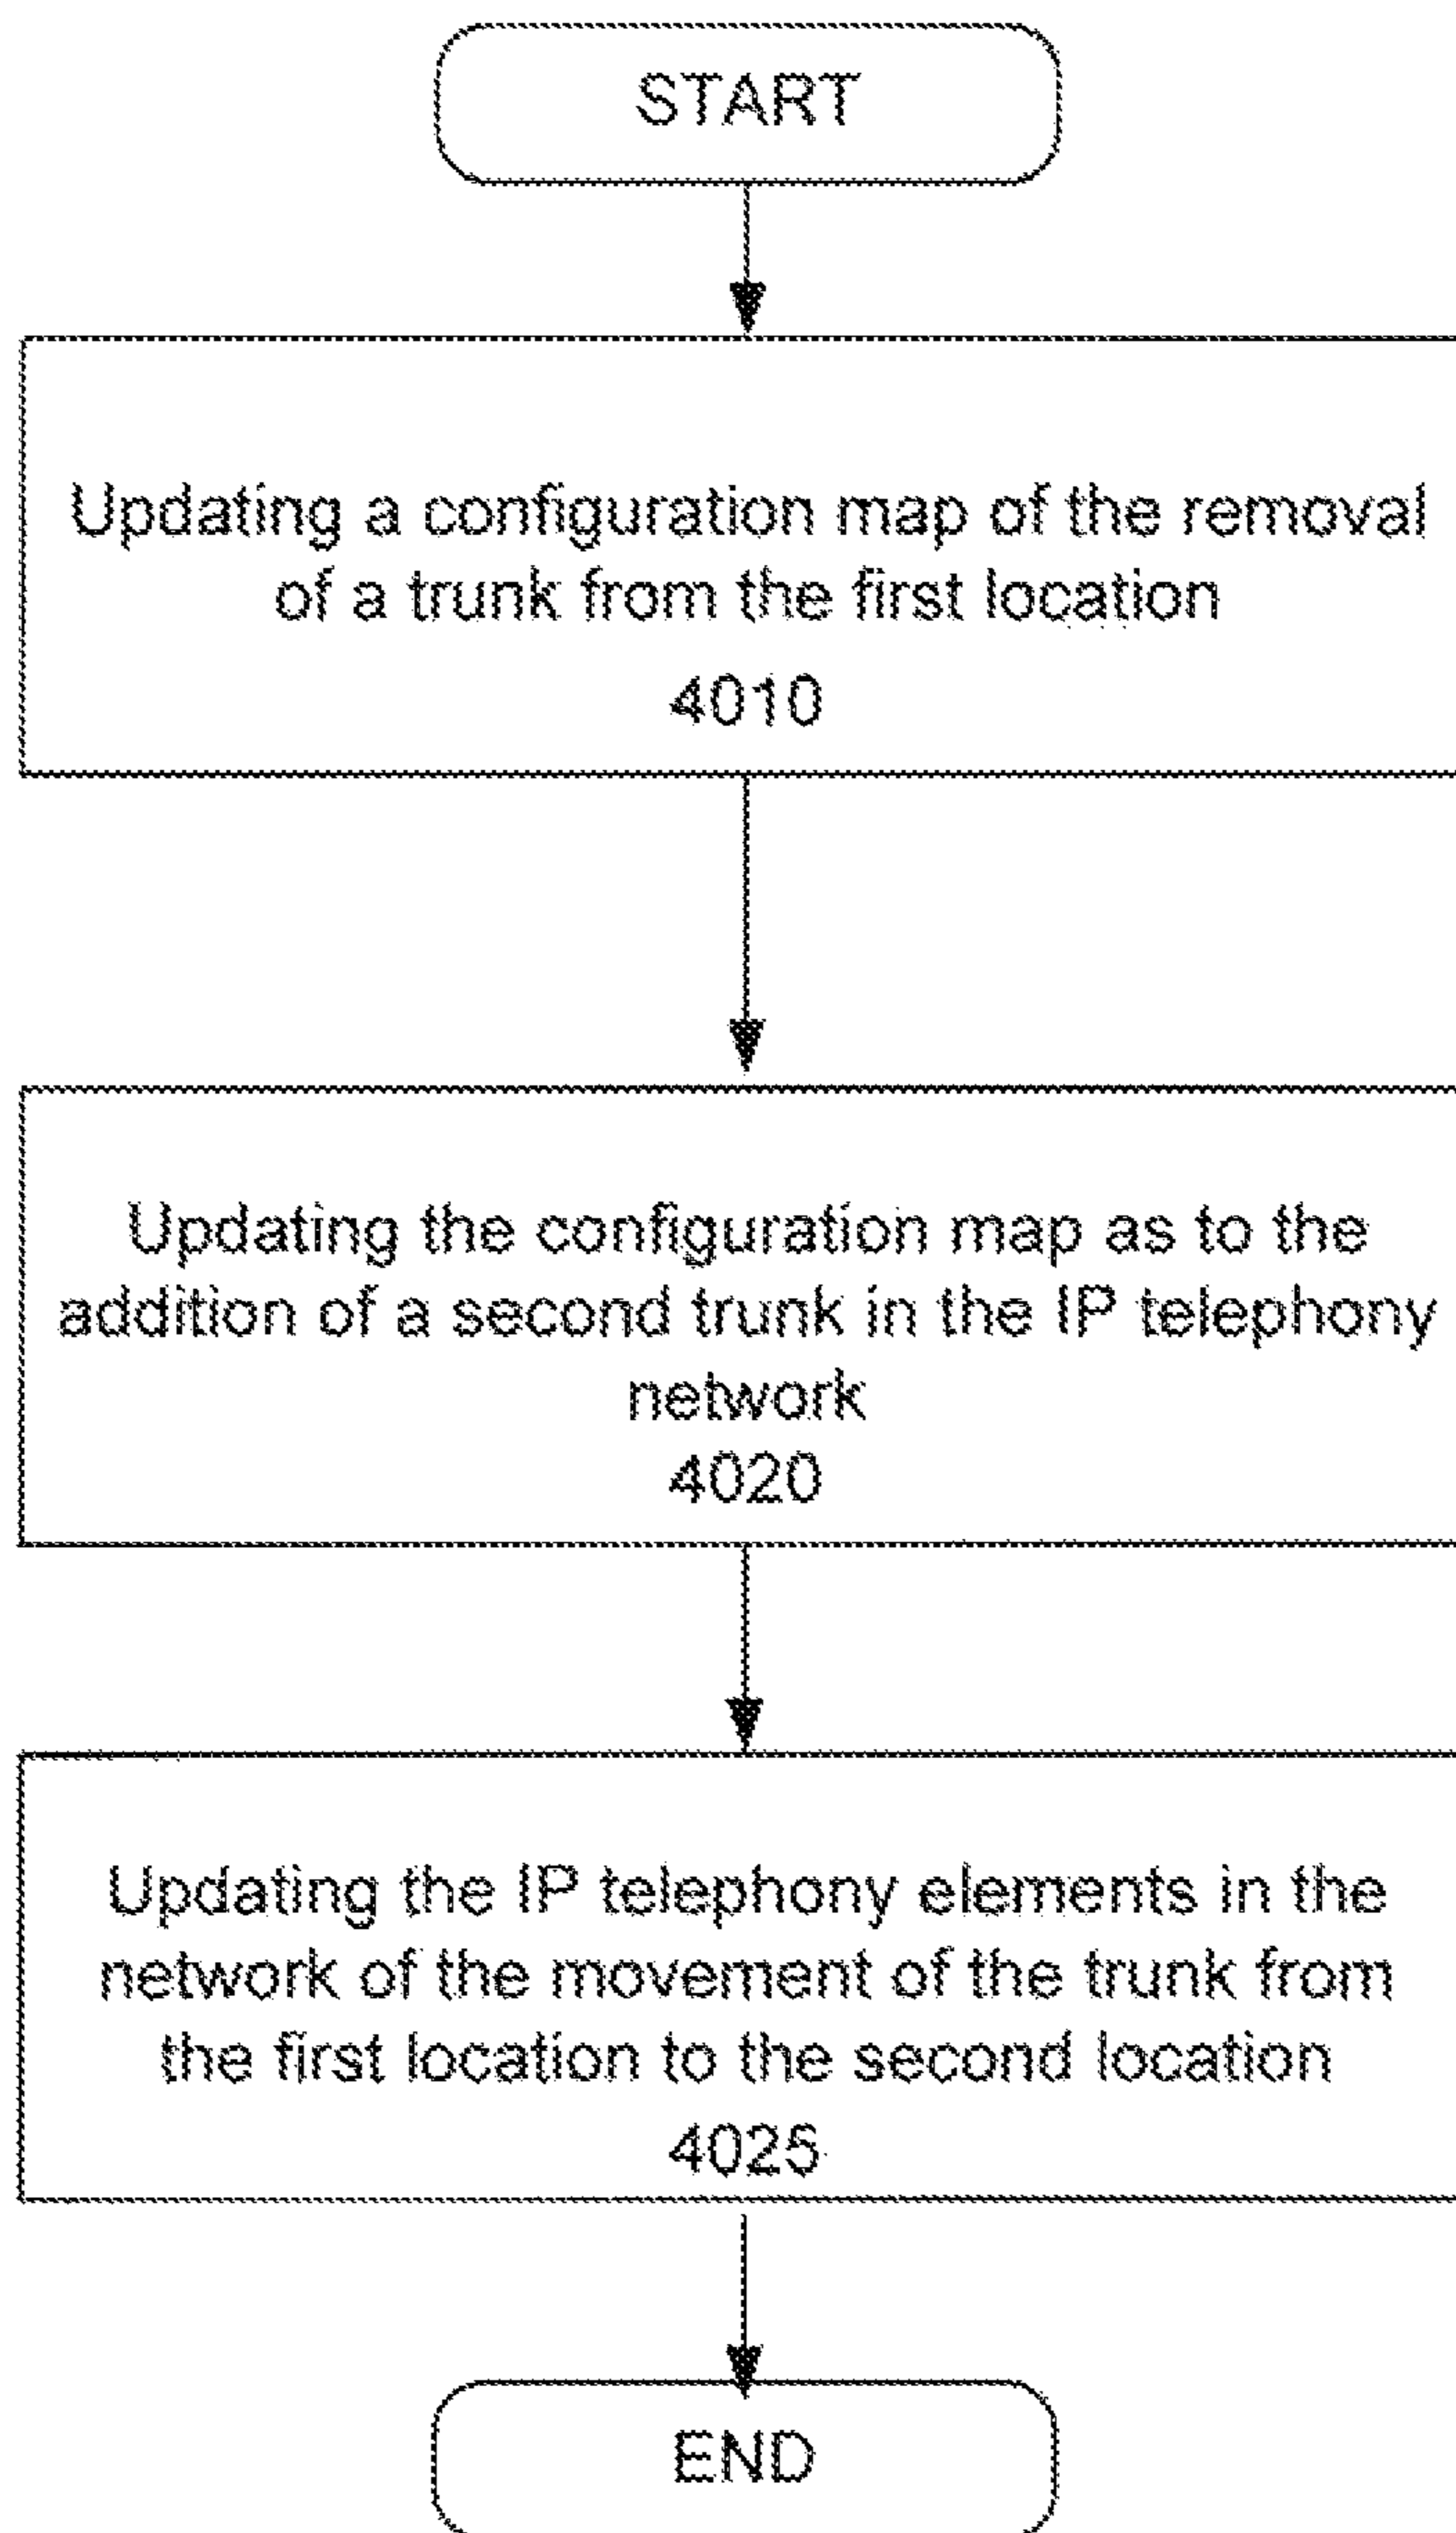 START
Updating a configuration map of the removal
of a trunk from the first location
4010
Updating the configuration map as to the
addition of a second trunk in the IP telephony
network
4020
Updating the IP telephony elements in the
network of the movement of the trunk from
the first location to the second location
4025
END